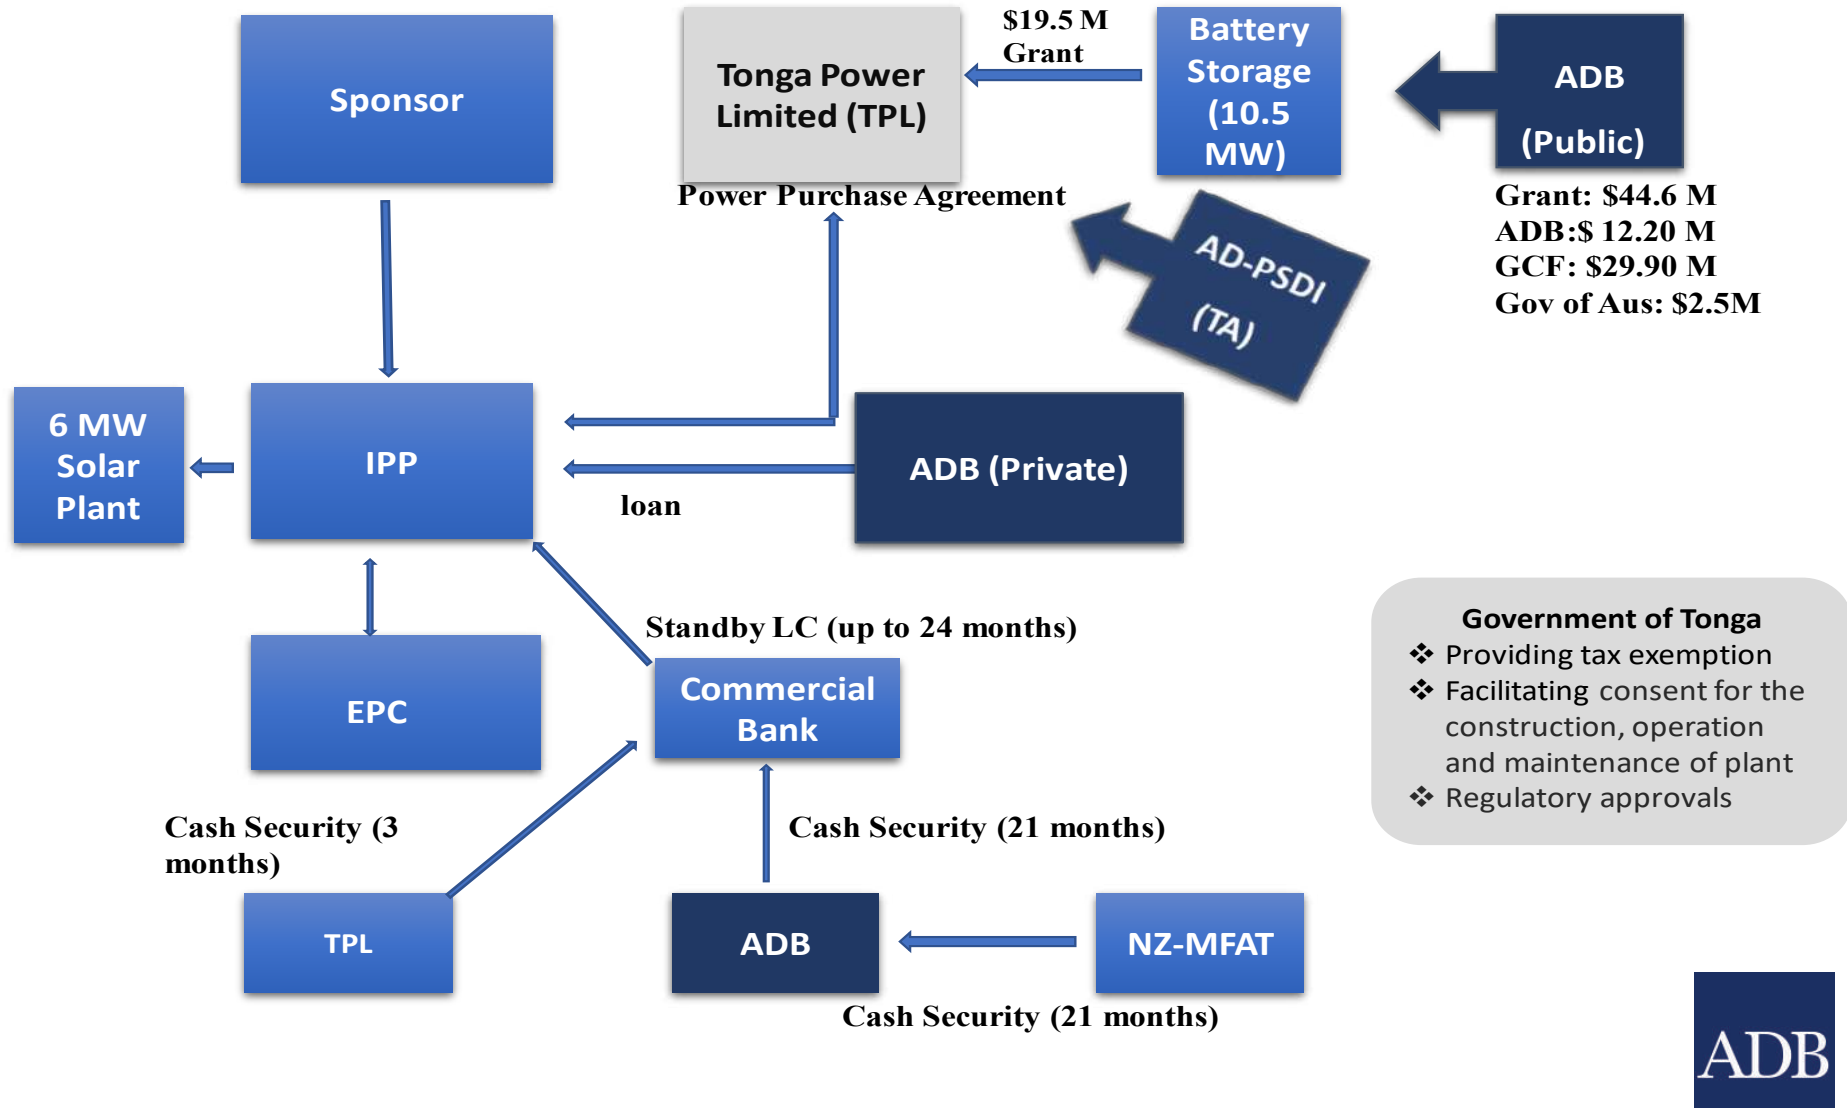 Sponsor
Tonga Power
Limited (TPL)
$19.5 M
Grant
Battery
Storage
(10.5
MW)
ADB
(Public)
Power Purchase Agreement
AD-PSDI
(TA)
Grant: $44.6 M
ADB:$ 12.20 M
GCF: $29.90 M
Gov of Aus: $2.5M
6 MW
Solar
Plant
IPP
ADB (Private)
loan
EPC
Standby LC (up to 24 months)
Commercial
Bank
Government of Tonga
❖ Providing tax exemption
❖ Facilitating consent for the
construction, operation
and maintenance of plant
❖ Regulatory approvals
Cash Security (3
months)
Cash Security (21 months)
TPL
ADB
NZ-MFAT
Cash Security (21 months)
ADB